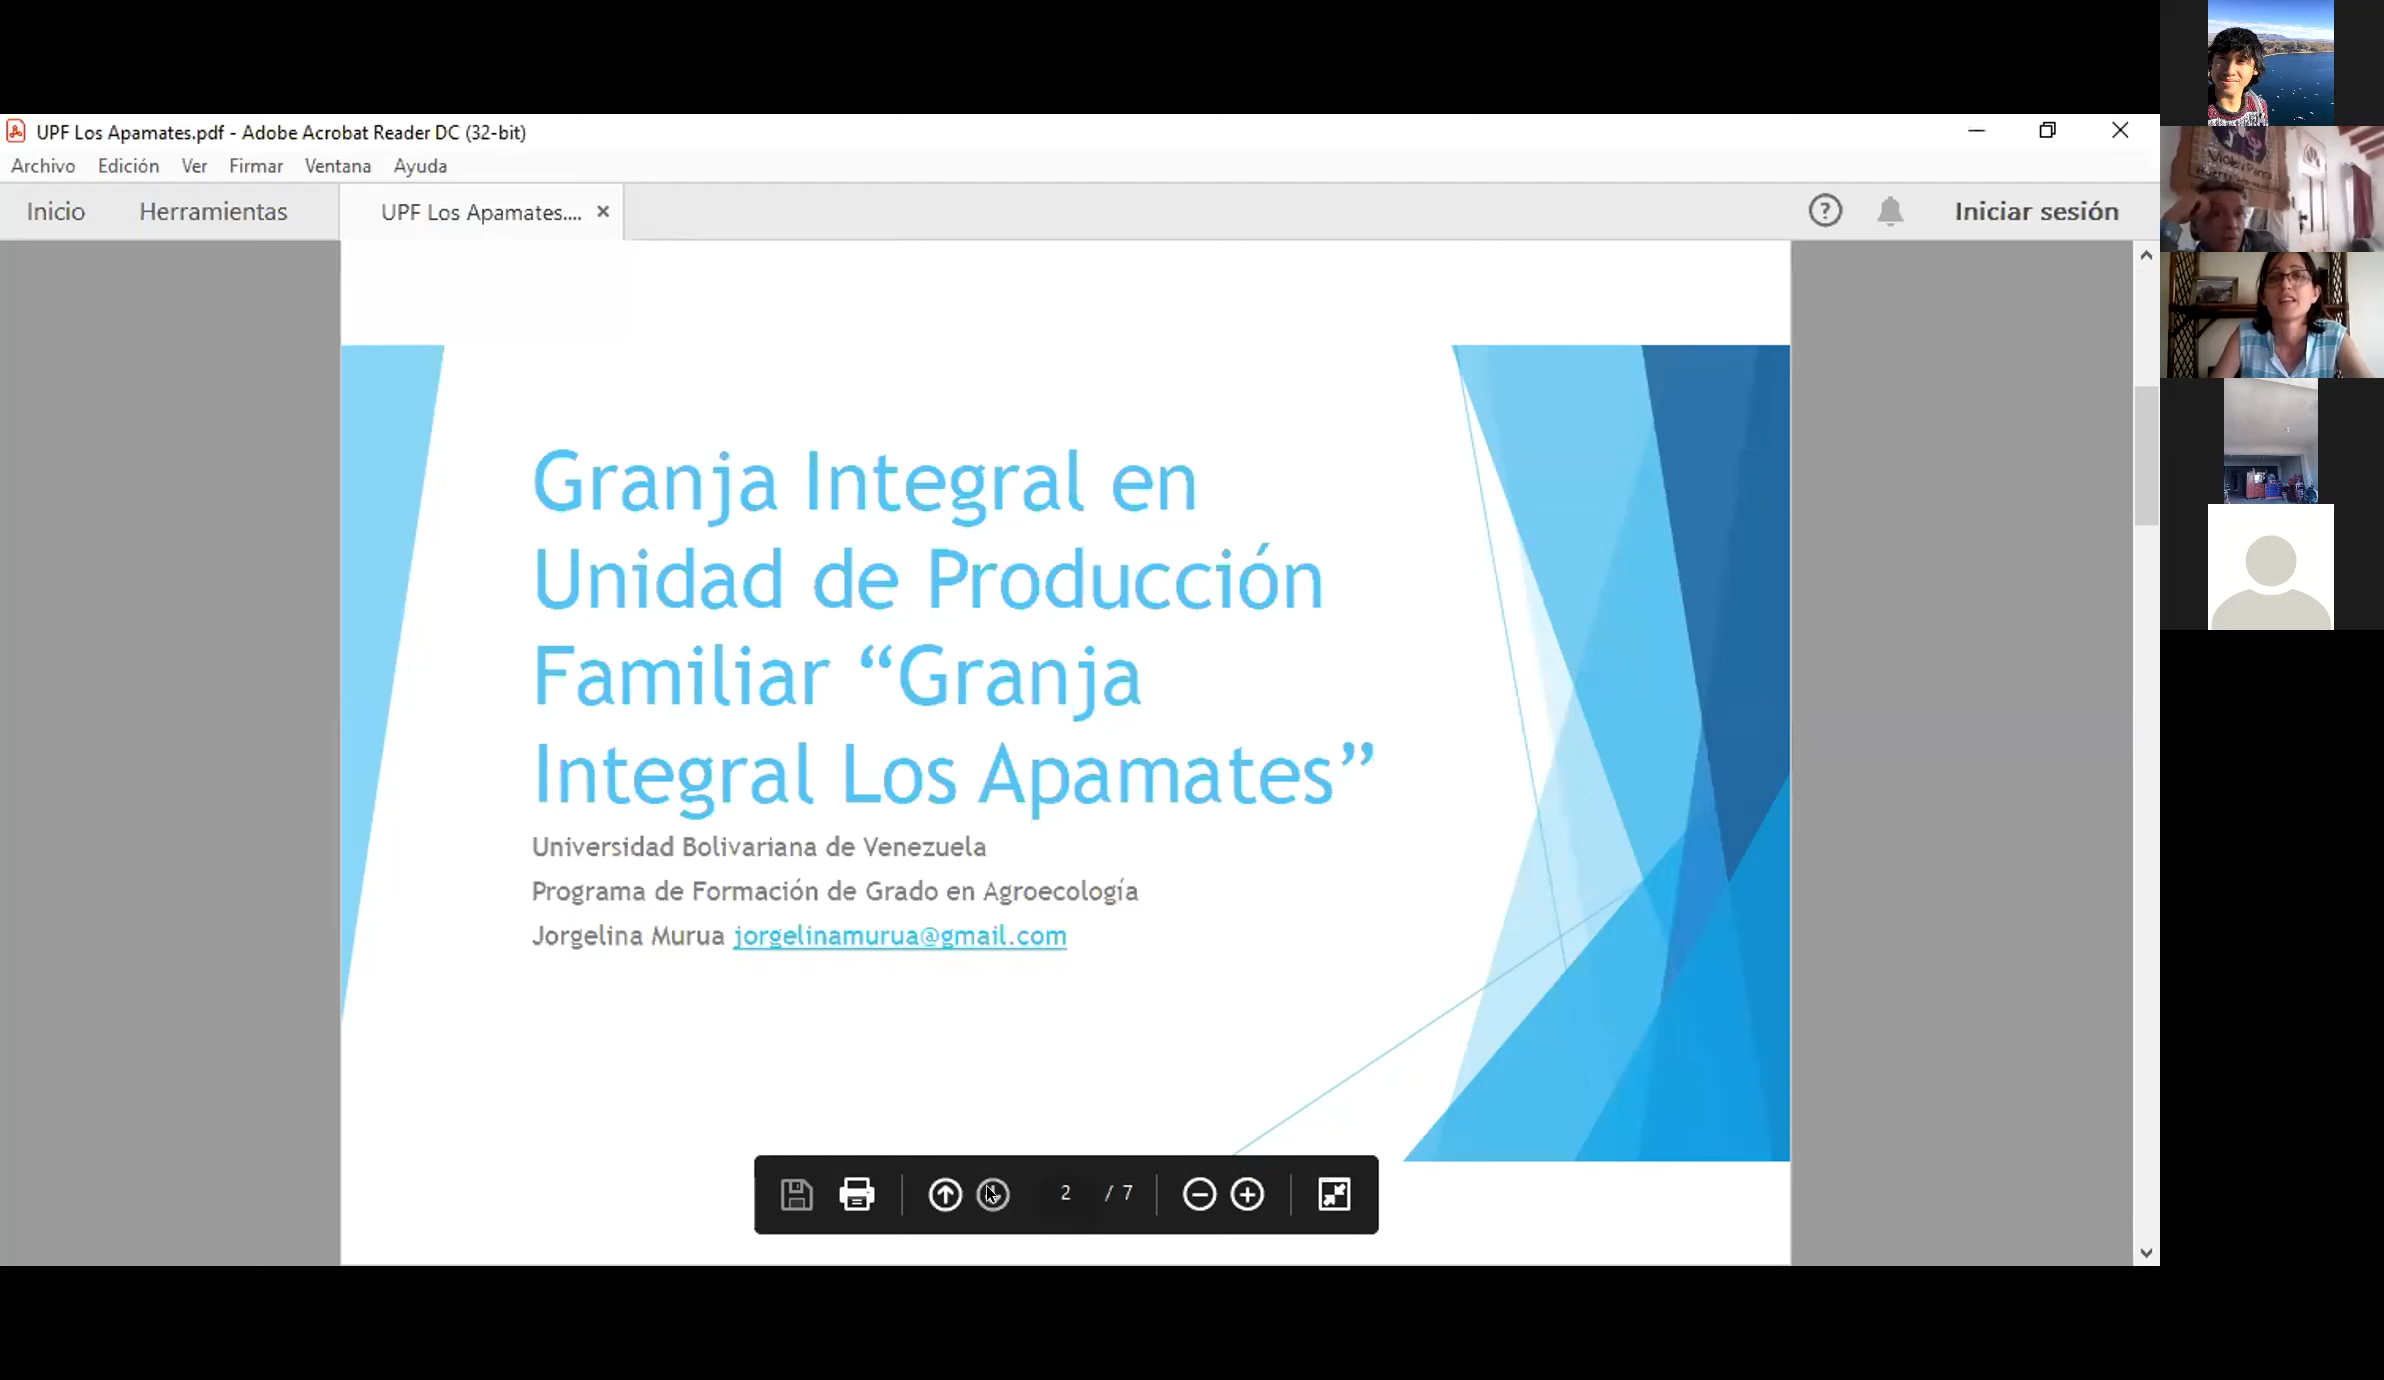 UPF Los Apamates.pdf - Adobe Acrobat Reader DC (32-bit)
Archivo Edición Ver Firmar Ventana Ayuda
Inicio Herramientas UPF Los Apamates.... Iniciar sesión
Granja Integral en
Unidad de Producción
Familiar “Granja
Integral Los Apamates”
Universidad Bolivariana de Venezuela
Programa de Formación de Grado en Agroecología
Jorgelina Murua jorgelinamurua@gmail.com
2 / 7